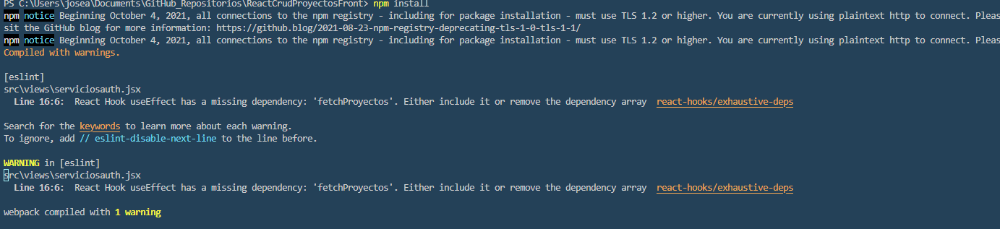 PS C:\Users\josea\Documents\GitHub_Repositorios\ReactCrudProyectosFront> npm install
npm notice Beginning October 4, 2021, all connections to the npm registry - including for package installation - must use TLS 1.2 or higher. You are currently using plaintext http to connect. Pleas
sit the GitHub blog for more information: https://github.blog/2021-08-23-npm-registry-deprecating-tls-1-0-tls-1-1/
npm notice Beginning October 4, 2021, all connections to the npm registry - including for package installation - must use TLS 1.2 or higher. You are currently using plaintext http to connect. Pleas
Compiled with warnings.
[eslint]
src\views\serviciosauth.jsx
Line 16:6: React Hook useEffect has a missing dependency: 'fetchProyectos'. Either include it or remove the dependency array react-hooks/exhaustive-deps
Search for the keywords to learn more about each warning.
To ignore, add // eslint-disable-next-line to the line before.
WARNING in [eslint]
src\views\serviciosauth.jsx
Line 16:6: React Hook useEffect has a missing dependency: 'fetchProyectos'. Either include it or remove the dependency array react-hooks/exhaustive-deps
webpack compiled with 1 warning